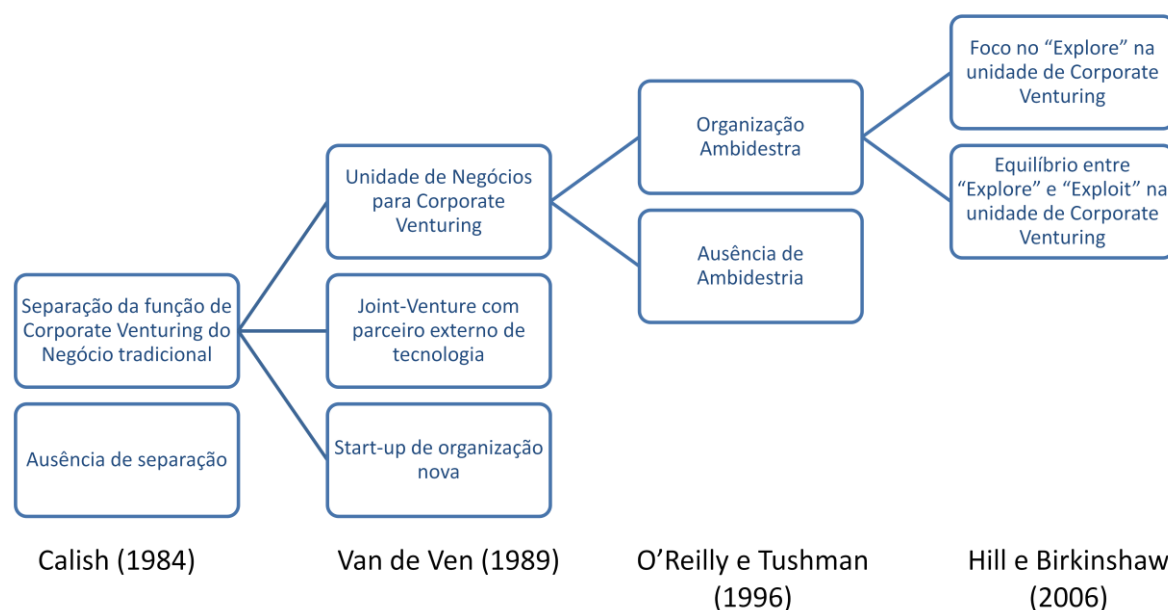 Separação da função de
Corporate Venturing do
Negócio tradicional
Ausência de separação
Calish (1984)
Unidade de Negócios
para Corporate
Venturing
Joint-Venture com
parceiro externo de
tecnologia
Start-up de organização
nova
Van de Ven (1989)
Organização
Ambidestra
Ausência de
Ambidestria
O’Reilly e Tushman
(1996)
Foco no “Explore” na
unidade de Corporate
Venturing
Equilíbrio entre
“Explore” e “Exploit” na
unidade de Corporate
Venturing
Hill e Birkinshaw
(2006)